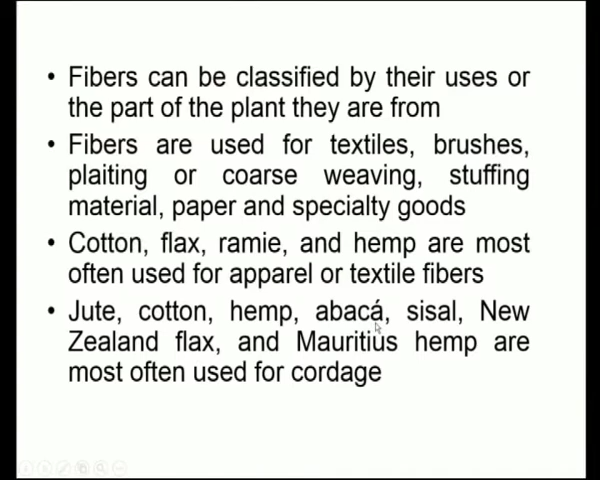 • Fibers can be classified by their uses or
the part of the plant they are from
• Fibers are used for textiles, brushes,
plaiting or coarse weaving, stuffing
material, paper and specialty goods
• Cotton, flax, ramie, and hemp are most
often used for apparel or textile fibers
• Jute, cotton, hemp, abacá, sisal, New
Zealand flax, and Mauritius hemp are
most often used for cordage